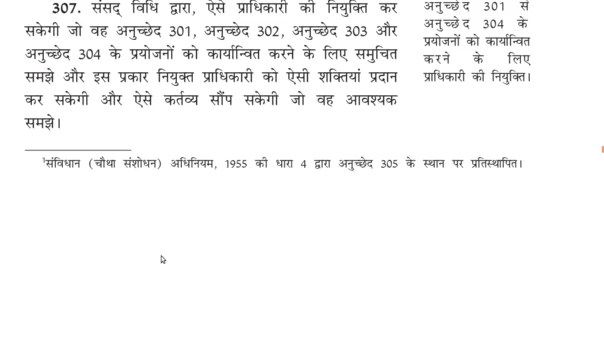 307. संसद् विधि द्वारा, ऐसे प्राधिकारी की नियुक्ति कर
सकेगी जो वह अनुच्छेद 301, अनुच्छेद 302, अनुच्छेद 303 और
अनुच्छेद 304 के प्रयोजनों को कार्यान्वित करने के लिए समुचित
समझे और इस प्रकार नियुक्त प्राधिकारी को ऐसी शक्तियां प्रदान
कर सकेगी और ऐसे कर्तव्य सौंप सकेगी जो वह आवश्यक
समझे।
अनुच्छेद 301 से
अनुच्छेद 304 के
प्रयोजनों को कार्यान्वित
करने के लिए
प्राधिकारी की नियुक्ति।
¹संविधान (चौथा संशोधन) अधिनियम, 1955 की धारा 4 द्वारा अनुच्छेद 305 के स्थान पर प्रतिस्थापित।